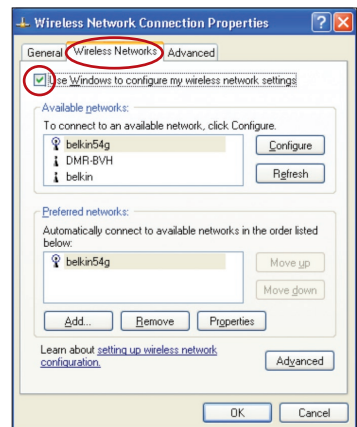 Wireless Network Connection Properties
General Wireless Networks Advanced
Use Windows to configure my wireless network settings
Available networks:
To connect to an available network, click Configure.
belkin54g
DMR-BVH
belkin
Configure
Refresh
Preferred networks:
Automatically connect to available networks in the order listed
below:
belkin54g
Move up
Move down
Add... Remove Properties
Learn about setting up wireless network
configuration.
Advanced
OK Cancel